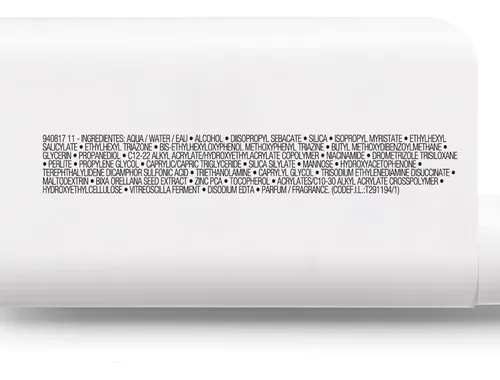 940817 11 - INGREDIENTES: AQUA / WATER / EAU • ALCOHOL • DIISOPROPYL SEBACATE • SILICA • ISOPROPYL MYRISTATE • ETHYLHEXYL
SALICYLATE • ETHYLHEXYL TRIAZONE • BIS-ETHYLHEXYLOXYPHENOL METHOXYPHENYL TRIAZINE • BUTYL METHOXYDIBENZOYLMETHANE •
GLYCERIN • PROPANEDIOL • C12-22 ALKYL ACRYLATE/HYDROXYETHYLACRYLATE COPOLYMER • NIACINAMIDE • DROMETRIZOLE TRISILOXANE
• PERLITE • PROPYLENE GLYCOL • CAPRYLIC/CAPRIC TRIGLYCERIDE • SILICA SILYLATE • MANNOSE • HYDROXYACETOPHENONE •
TEREPHTHALYLIDENE DICAMPHOR SULFONIC ACID • TRIETHANOLAMINE • CAPRYLYL GLYCOL • TRISODIUM ETHYLENEDIAMINE DISUCCINATE •
MALTODEXTRIN • BIXA ORELLANA SEED EXTRACT • ZINC PCA • TOCOPHEROL • ACRYLATES/C10-30 ALKYL ACRYLATE CROSSPOLYMER •
HYDROXYETHYLCELLULOSE • VITREOSCILLA FERMENT • DISODIUM EDTA • PARFUM / FRAGRANCE. (CODEF.I.L.:T291194/1)